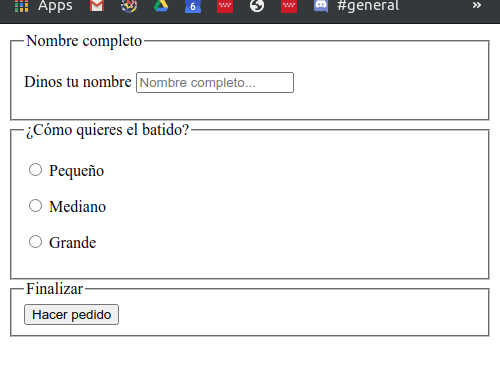 Apps 6 #general »
Nombre completo
Dinos tu nombre Nombre completo...
¿Cómo quieres el batido?
Pequeño
Mediano
Grande
Finalizar
Hacer pedido